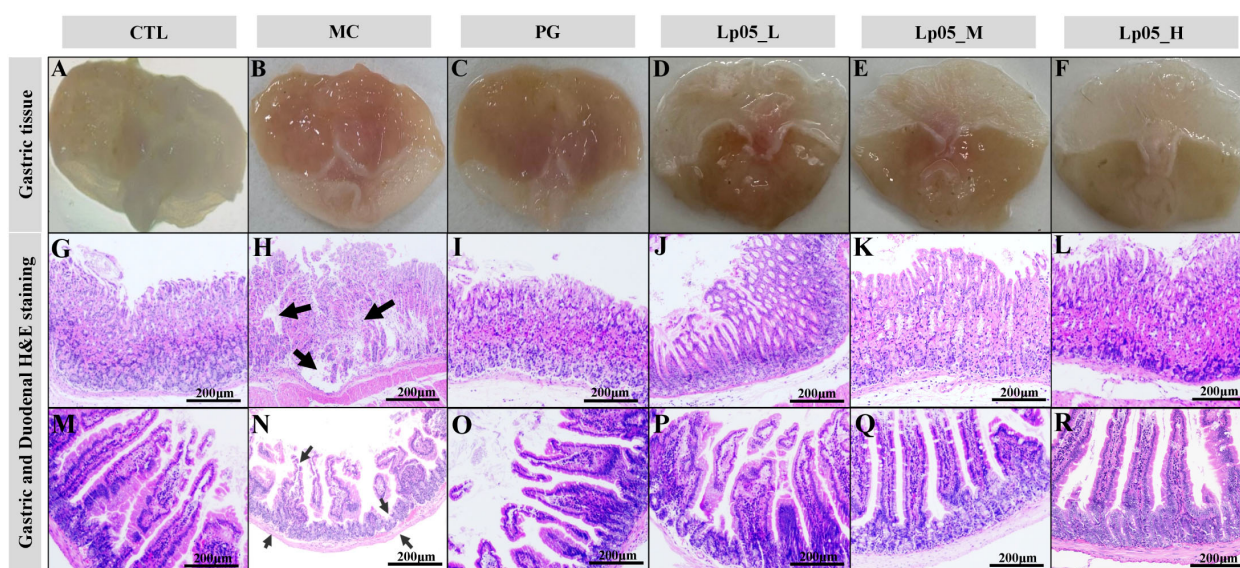 CTL MC PG Lp05_L Lp05_M Lp05_H
Gastric tissue
A B C D E F
Gastric and Duodenal H&E staining
G H I J K L
200μm 200μm 200μm 200μm 200μm 200μm
M N O P Q R
200μm 200μm 200μm 200μm 200μm 200μm